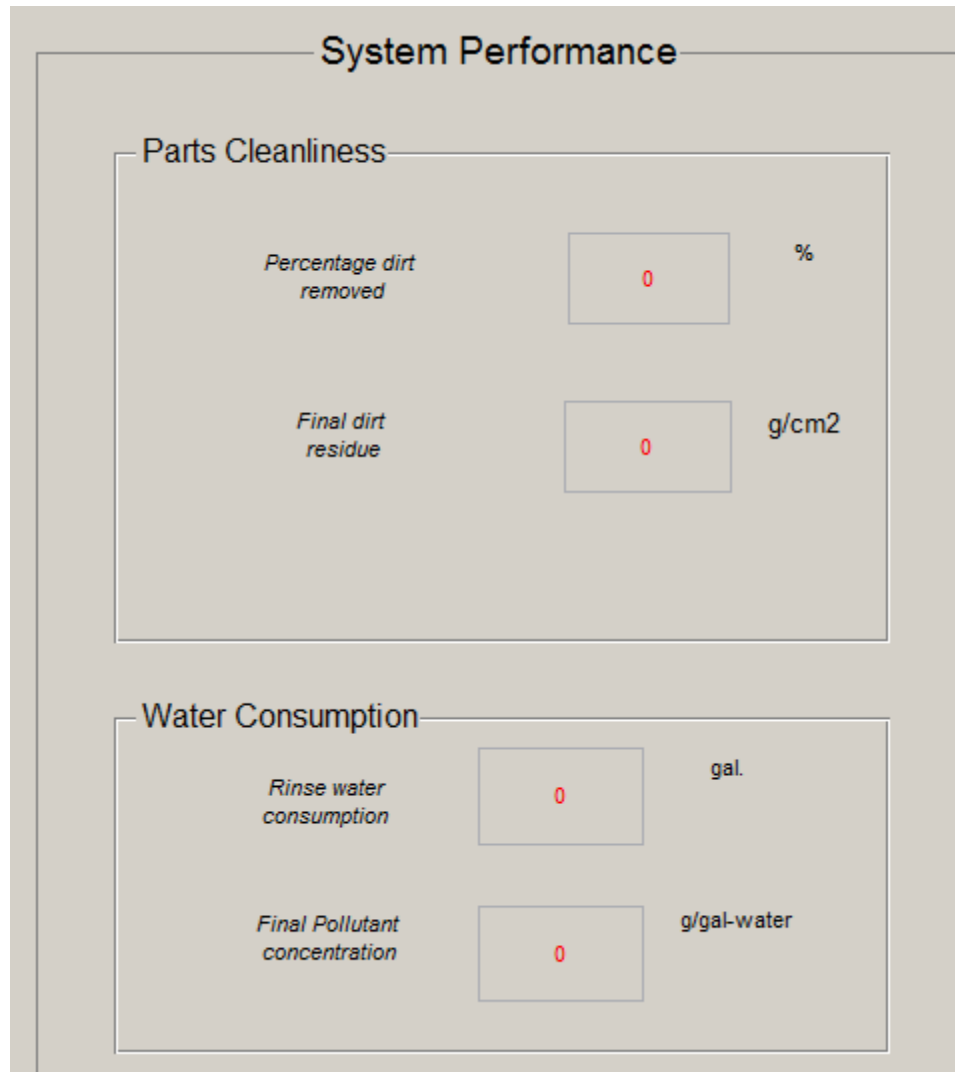 System Performance
Parts Cleanliness
Percentage dirt
removed
0
%
Final dirt
residue
0
g/cm2
Water Consumption
Rinse water
consumption
0
gal.
Final Pollutant
concentration
0
g/gal-water